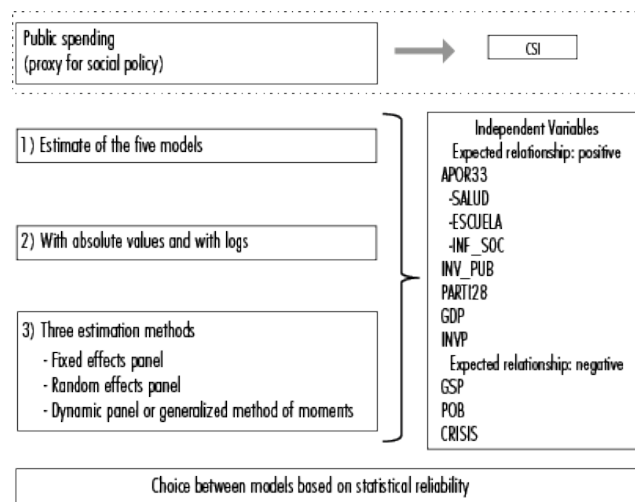 Public spending
(proxy for social policy)
CSI
1) Estimate of the five models
2) With absolute values and with logs
3) Three estimation methods
- Fixed effects panel
- Random effects panel
- Dynamic panel or generalized method of moments
Independent Variables
Expected relationship: positive
APOR33
-SALUD
-ESCUELA
-INF_SOC
INV_PUB
PARTI28
GDP
INVP
Expected relationship: negative
GSP
POB
CRISIS
Choice between models based on statistical reliability